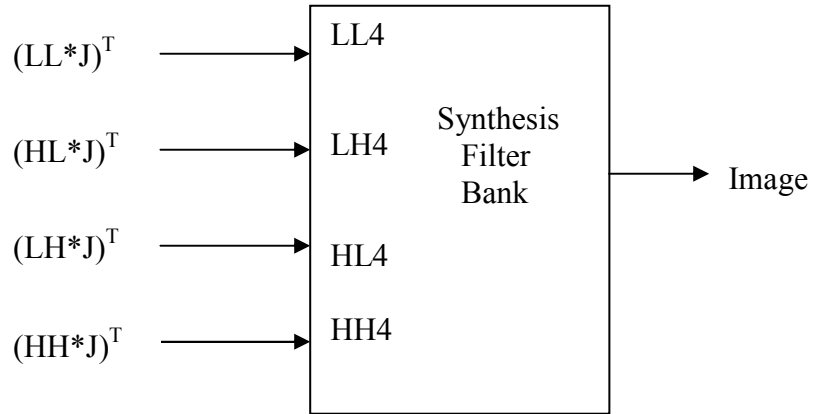 (LL*J)ᵀ
LL4
(HL*J)ᵀ
LH4
Synthesis
Filter
Bank
Image
(LH*J)ᵀ
HL4
(HH*J)ᵀ
HH4